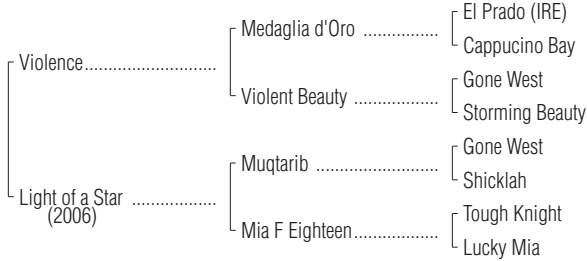 El Prado (IRE)
Medaglia d'Oro ..................
Cappucino Bay
Violence...............................
Gone West
Violent Beauty ....................
Storming Beauty
Gone West
Muqtarib .............................
Shicklah
Light of a Star ....................
(2006)
Tough Knight
Mia F Eighteen....................
Lucky Mia